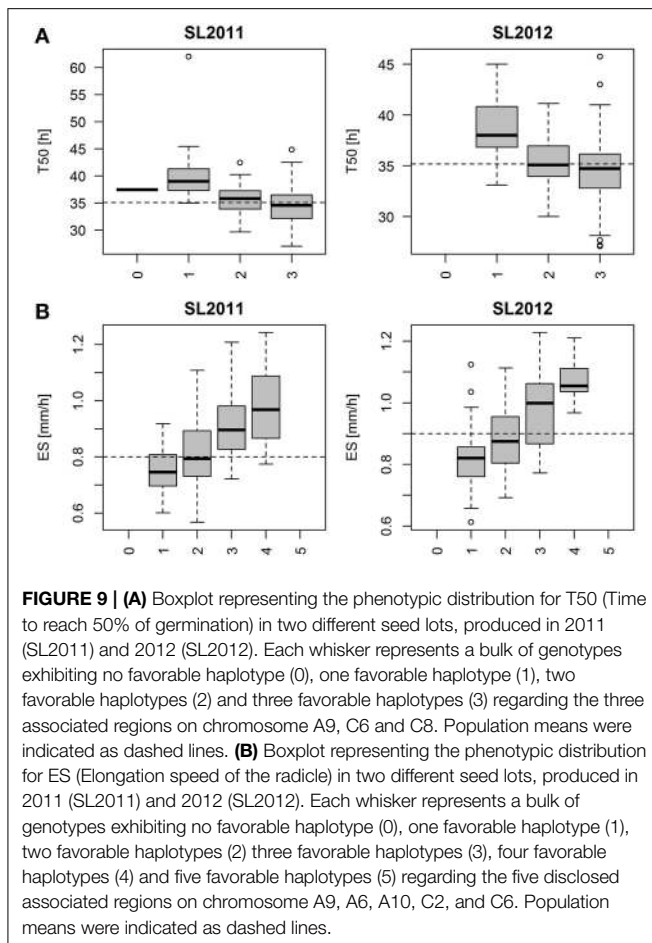 A
SL2011
T50 [h]
60
55
50
45
40
35
30
0 1 2 3
SL2012
T50 [h]
45
40
35
30
0 1 2 3
B
SL2011
ES [mm/h]
1.2
1.0
0.8
0.6
0 1 2 3 4 5
SL2012
ES [mm/h]
1.2
1.0
0.8
0.6
0 1 2 3 4 5
FIGURE 9 | (A) Boxplot representing the phenotypic distribution for T50 (Time
to reach 50% of germination) in two different seed lots, produced in 2011
(SL2011) and 2012 (SL2012). Each whisker represents a bulk of genotypes
exhibiting no favorable haplotype (0), one favorable haplotype (1), two
favorable haplotypes (2) and three favorable haplotypes (3) regarding the three
associated regions on chromosome A9, C6 and C8. Population means were
indicated as dashed lines. (B) Boxplot representing the phenotypic distribution
for ES (Elongation speed of the radicle) in two different seed lots, produced in
2011 (SL2011) and 2012 (SL2012). Each whisker represents a bulk of
genotypes exhibiting no favorable haplotype (0), one favorable haplotype (1),
two favorable haplotypes (2) three favorable haplotypes (3), four favorable
haplotypes (4) and five favorable haplotypes (5) regarding the five disclosed
associated regions on chromosome A9, A6, A10, C2, and C6. Population
means were indicated as dashed lines.